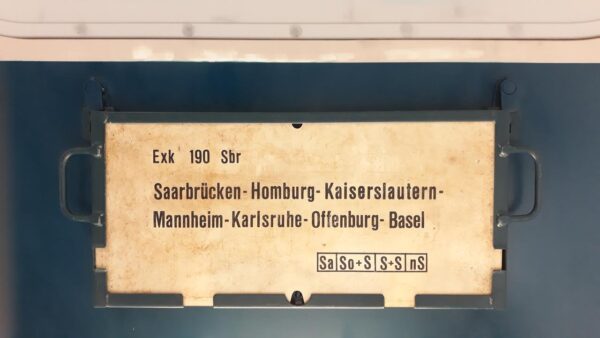 Exk 190 Sbr
Saarbrücken-Homburg-Kaiserslautern-
Mannheim-Karlsruhe-Offenburg-Basel
Sa So+S S+S nS